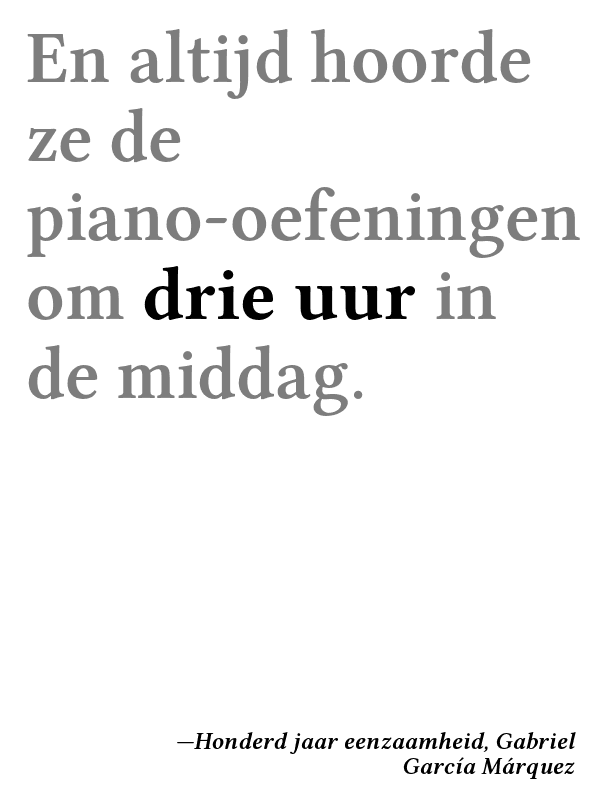 En altijd hoorde
ze de
piano-oefeningen
om drie uur in
de middag.
—Honderd jaar eenzaamheid, Gabriel
García Márquez